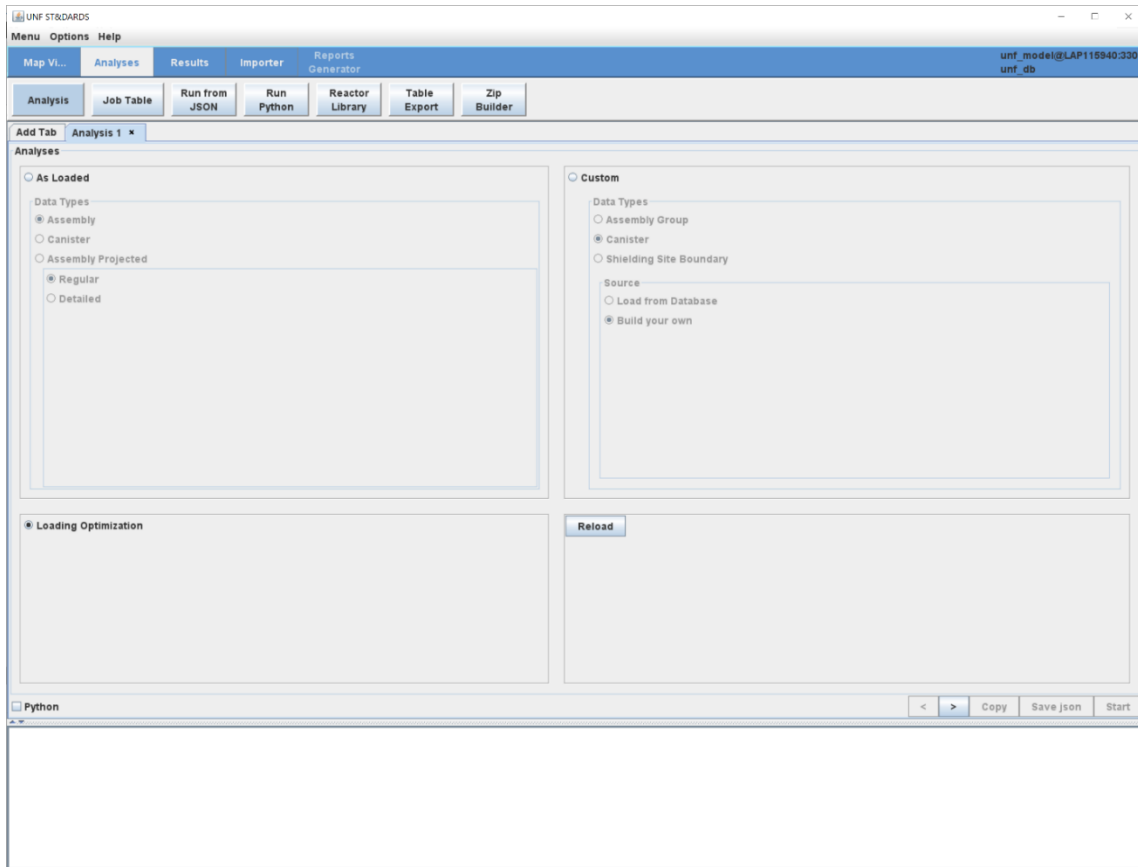 UNF ST&DARDS
Menu Options Help
Map Vi... Analyses Results Importer Reports Generator
unf_model@LAP115940:330
unf_db
Analysis Job Table Run from JSON Run Python Reactor Library Table Export Zip Builder
Add Tab Analysis 1 ×
Analyses
As Loaded
Data Types
Assembly
Canister
Assembly Projected
Regular
Detailed
Custom
Data Types
Assembly Group
Canister
Shielding Site Boundary
Source
Load from Database
Build your own
Loading Optimization
Reload
Python
< > Copy Save json Start